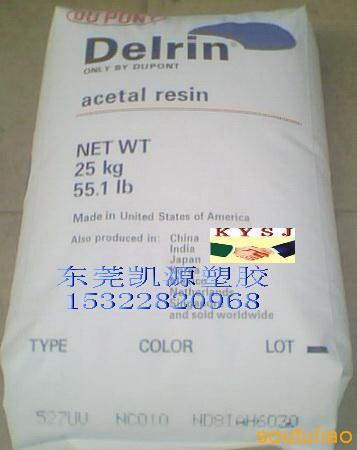 DU PONT
Delrin®
ONLY BY DUPONT
acetal resin
NET WT
25 kg
55.1 lb
Made in United States of America
Also produced in: China
India
Japan
KYSJ
东莞凯源塑胶
15322820968
Netherlands
and sold worldwide
TYPE COLOR LOT
527UU NC010 ND8IAH6030
soutuliao